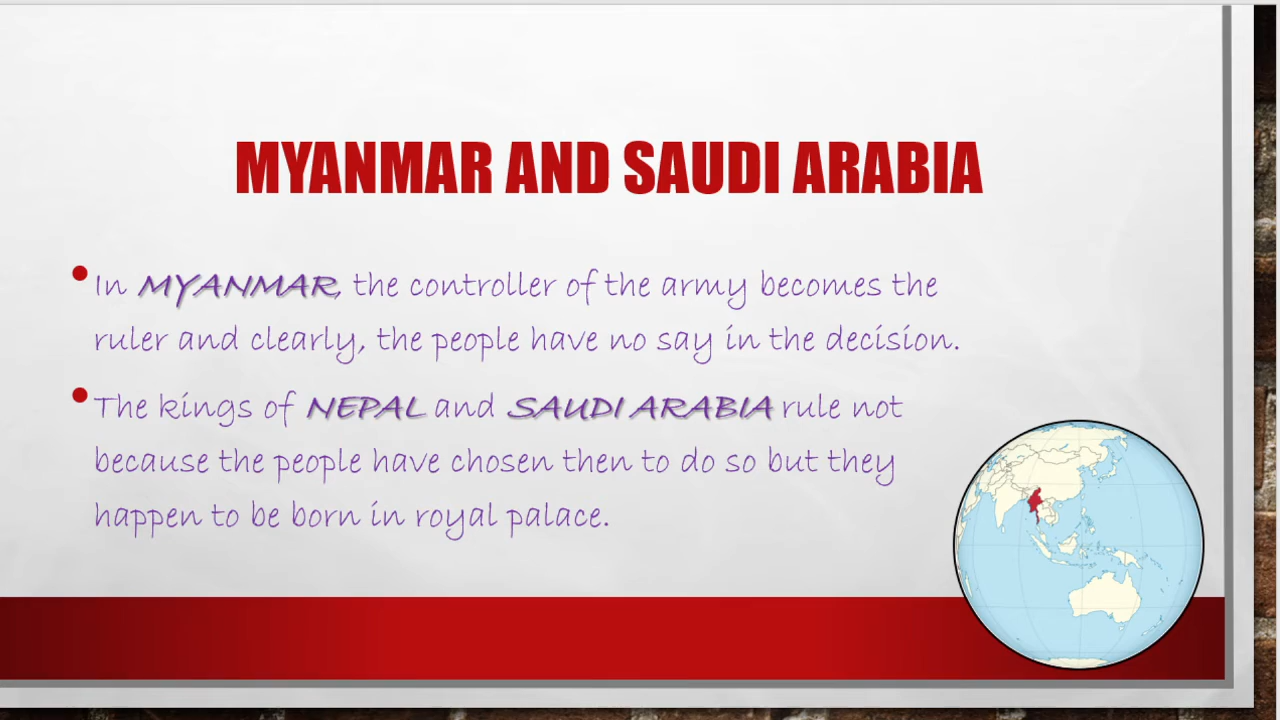 MYANMAR AND SAUDI ARABIA
• In MYANMAR, the controller of the army becomes the
ruler and clearly, the people have no say in the decision.
• The kings of NEPAL and SAUDI ARABIA rule not
because the people have chosen then to do so but they
happen to be born in royal palace.